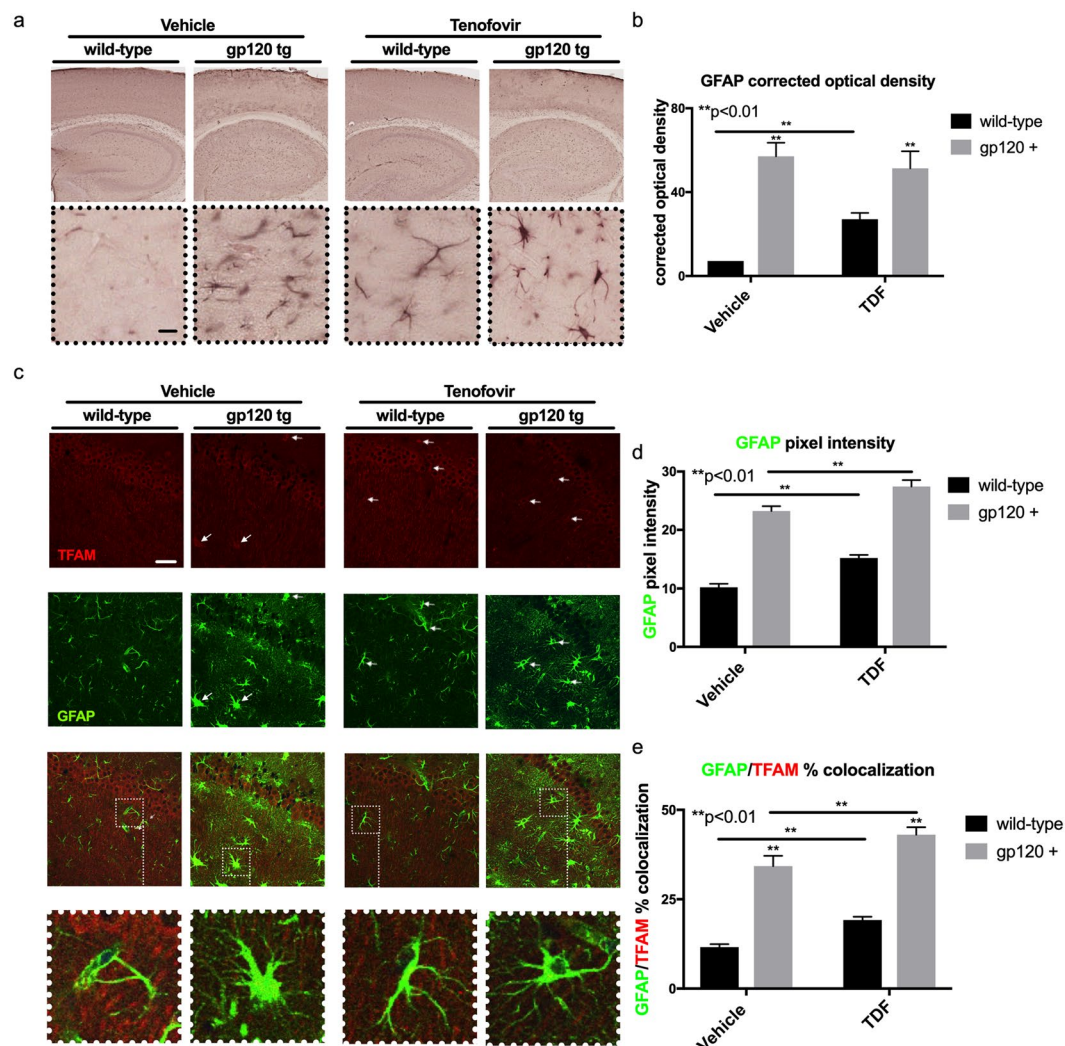 a
Vehicle
Tenofovir
wild-type
gp120 tg
wild-type
gp120 tg
b
GFAP corrected optical density
**p<0.01
**
**
**
wild-type
gp120 +
corrected optical density
80
40
20
0
Vehicle
TDF
c
Vehicle
Tenofovir
wild-type
gp120 tg
wild-type
gp120 tg
TFAM
GFAP
d
GFAP pixel intensity
**p<0.01
**
**
wild-type
gp120 +
GFAP pixel intensity
30
20
10
0
Vehicle
TDF
e
GFAP/TFAM % colocalization
**p<0.01
**
**
**
**
wild-type
gp120 +
GFAP/TFAM % colocalization
50
25
0
Vehicle
TDF